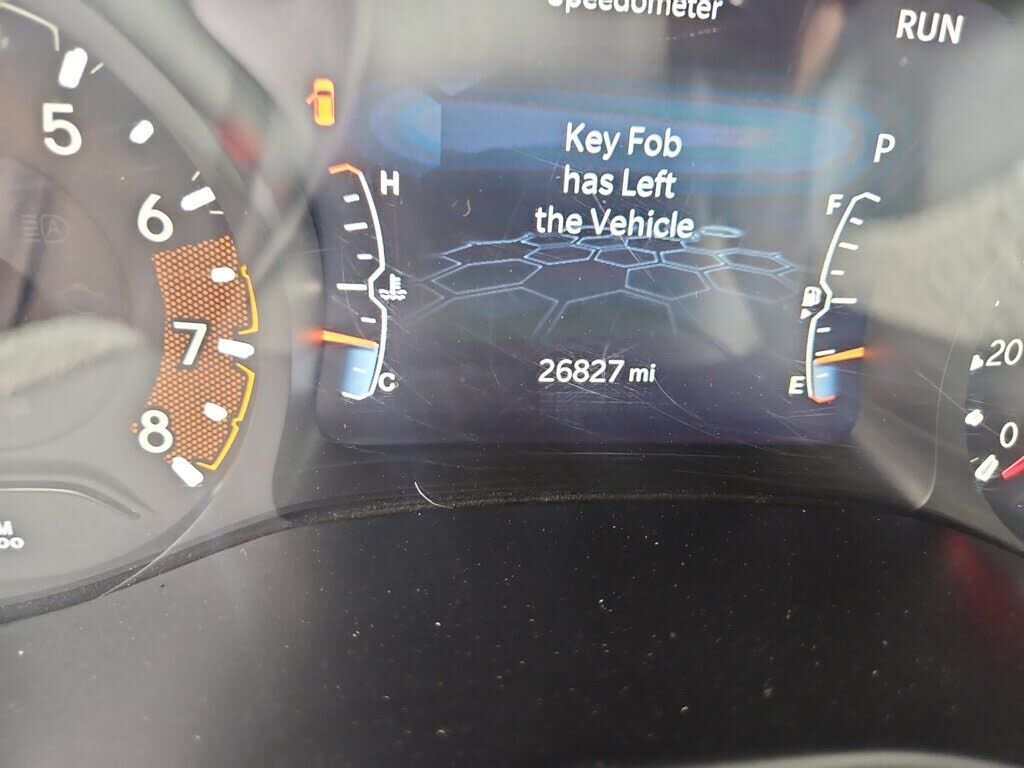 Speedometer
RUN
5
Key Fob
has Left
the Vehicle
P
H
F
6
7
20
26827 mi
C
E
8
0